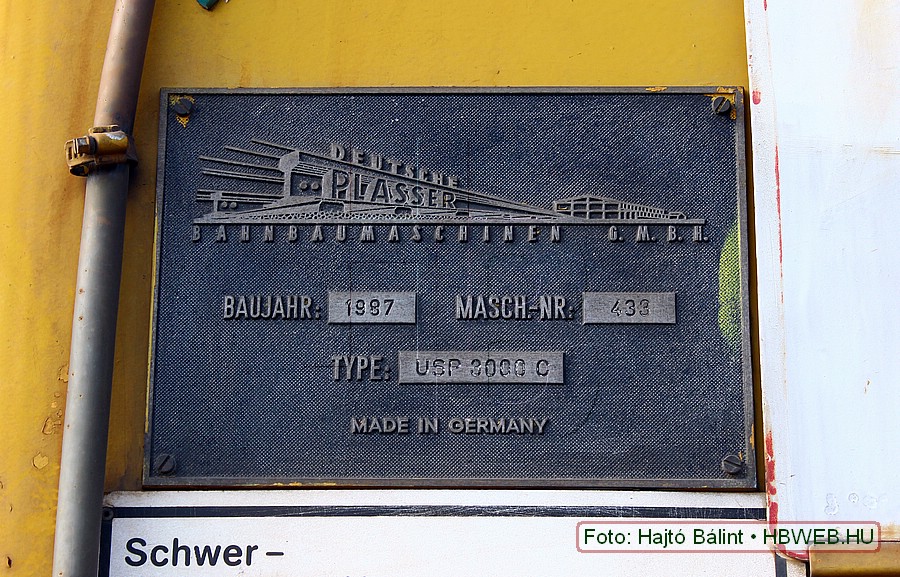 DEUTSCHE
PLASSER
BAHNBAUMASCHINEN G.M.B.H.
BAUJAHR: 1987 MASCH.-NR: 433
TYPE: USP 3000 C
MADE IN GERMANY
Schwer –
Foto: Hajtó Bálint • HBWEB.HU